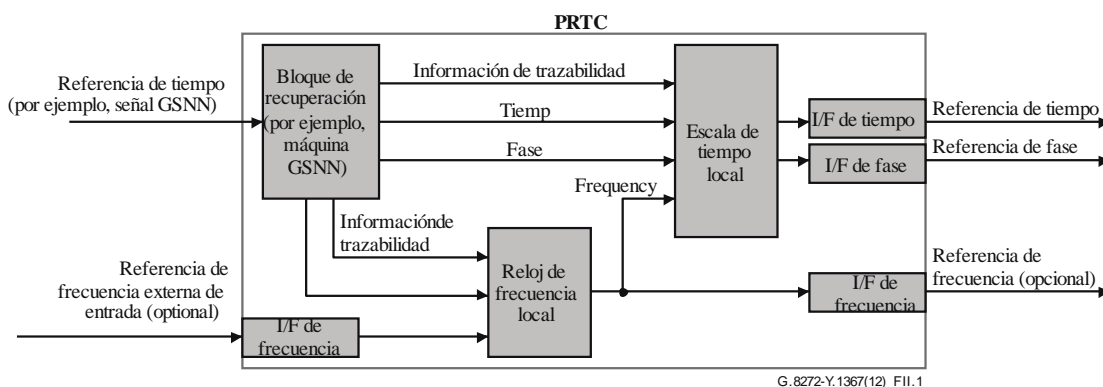 PRTC
Referencia de tiempo
(por ejemplo, señal GSNN)
Bloque de
recuperación
(por ejemplo,
máquina
GSNN)
Información de trazabilidad
Tiemp
Fase
Frequency
Escala de
tiempo
local
I/F de tiempo
I/F de fase
Referencia de tiempo
Referencia de fase
Informaciónde
trazabilidad
Reloj de
frecuencia
local
Referencia de
frecuencia externa de
entrada (optional)
I/F de
frecuencia
I/F de
frecuencia
Referencia de
frecuencia (opcional)
G.8272-Y.1367(12)_FII.1